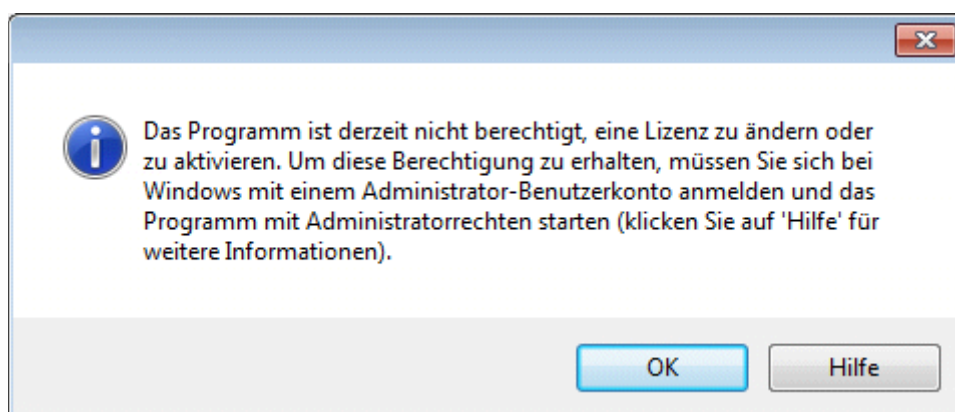 Das Programm ist derzeit nicht berechtigt, eine Lizenz zu ändern oder
zu aktivieren. Um diese Berechtigung zu erhalten, müssen Sie sich bei
Windows mit einem Administrator-Benutzerkonto anmelden und das
Programm mit Administratorrechten starten (klicken Sie auf 'Hilfe' für
weitere Informationen).
OK
Hilfe